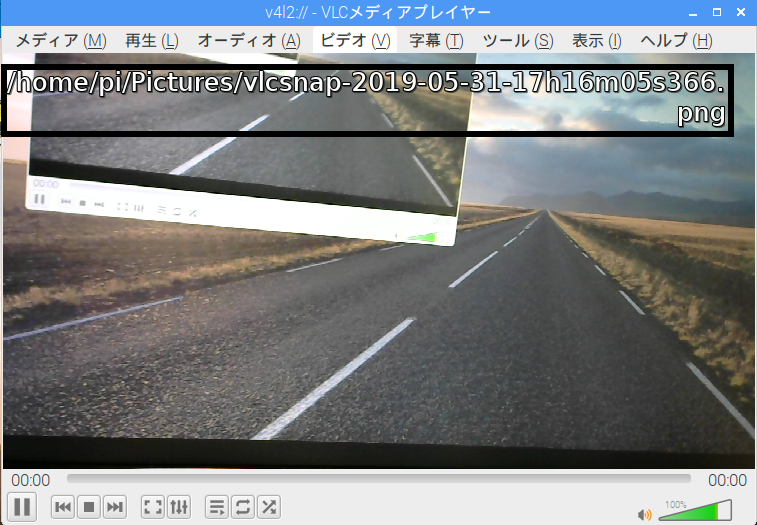 v4l2:// - VLCメディアプレイヤー
メディア (M) 再生 (L) オーディオ (A) ビデオ (V) 字幕 (T) ツール (S) 表示 (I) ヘルプ (H)
/home/pi/Pictures/vlcsnap-2019-05-31-17h16m05s366.
png
00:00
00:00 00:00
100%